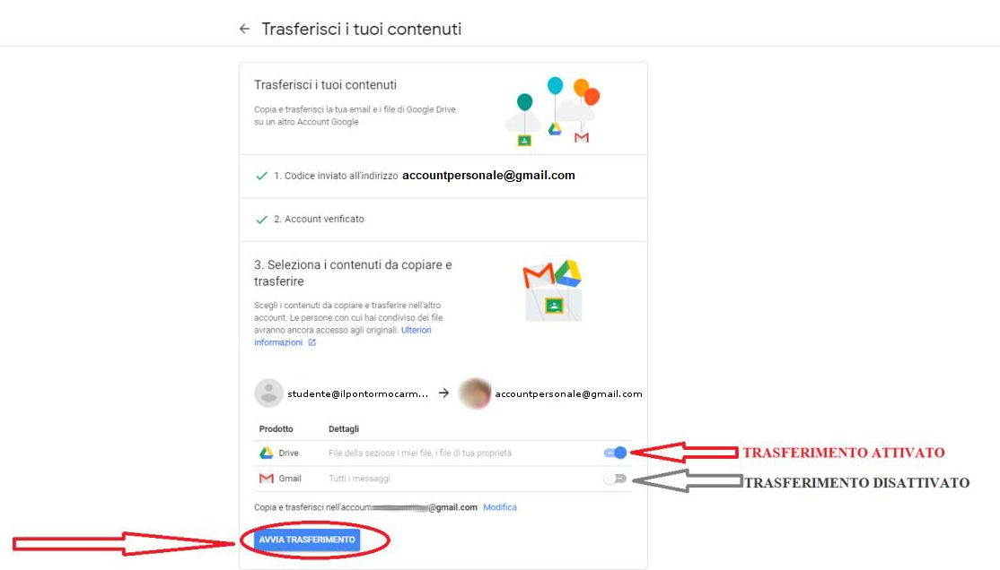 Trasferisci i tuoi contenuti
Trasferisci i tuoi contenuti
Copia e trasferisci la tua email e i file di Google Drive
su un altro Account Google
1. Codice inviato all'indirizzo accountpersonale@gmail.com
2. Account verificato
3. Seleziona i contenuti da copiare e
trasferire
Scegli i contenuti da copiare e trasferire nell'altro
account. Le persone con cui hai condiviso dei file
avranno ancora accesso agli originali. Ulteriori
informazioni
studente@ilpontormocarm... → accountpersonale@gmail.com
Prodotto Dettagli
Drive File della sezione I miei file, i file di tua proprietà
TRASFERIMENTO ATTIVATO
Gmail Tutti i messaggi
TRASFERIMENTO DISATTIVATO
Copia e trasferisci nell'account @gmail.com Modifica
AVVIA TRASFERIMENTO